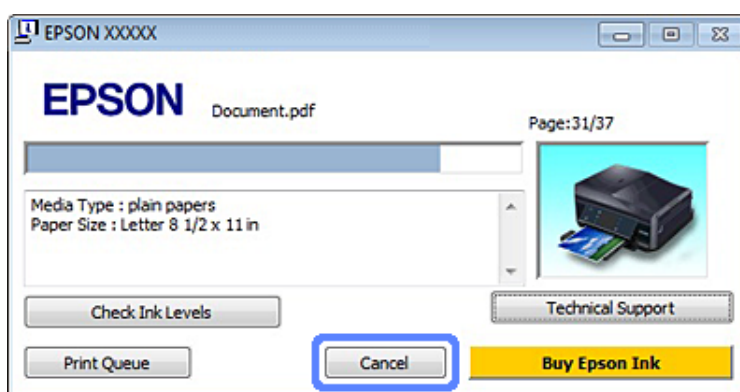 EPSON XXXXX
EPSON Document.pdf
Page:31/37
Media Type : plain papers
Paper Size : Letter 8 1/2 x 11 in
Check Ink Levels
Technical Support
Print Queue
Cancel
Buy Epson Ink